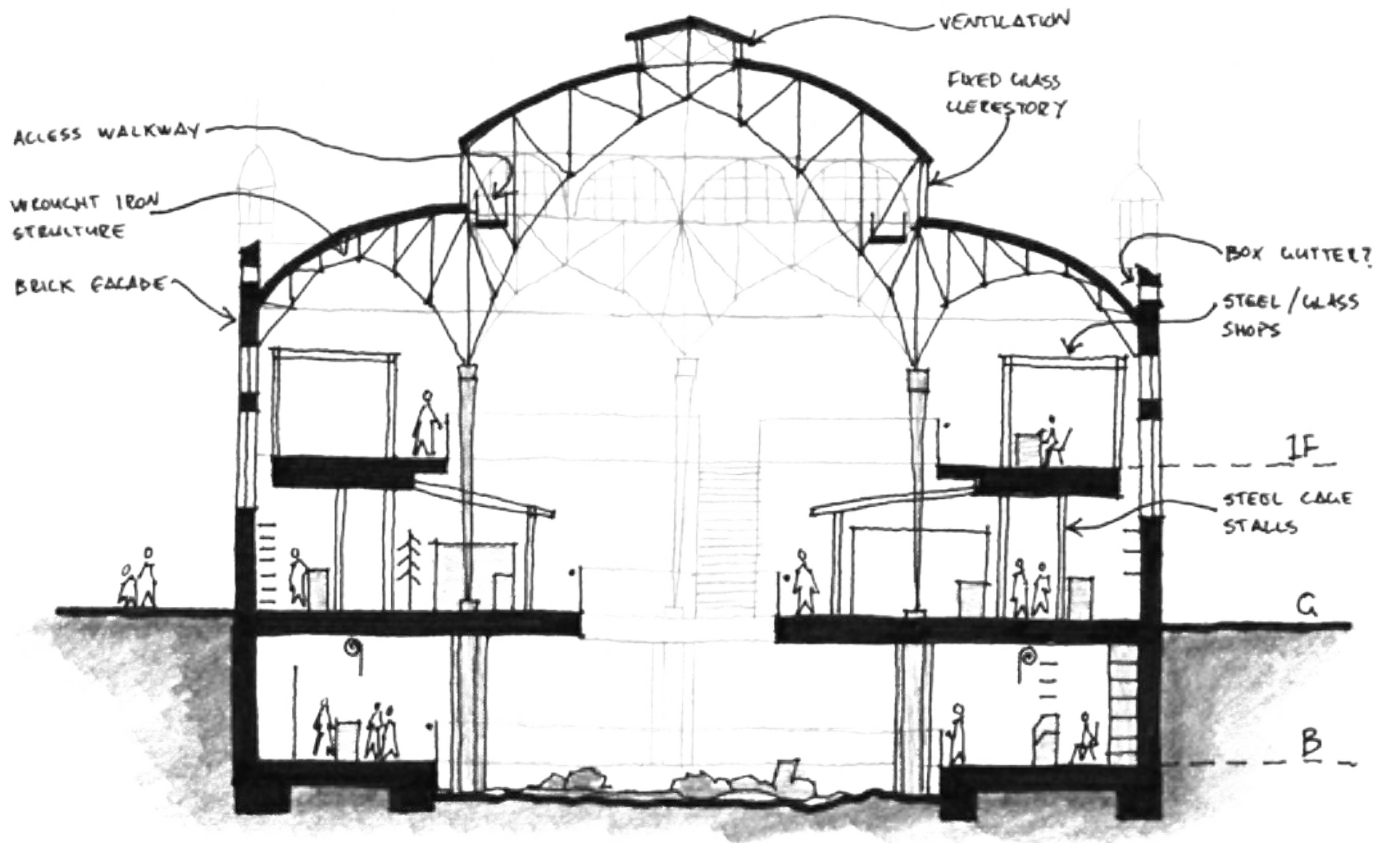 VENTILATION
FIXED GLASS
CLERESTORY
ACCESS WALKWAY
WROUGHT IRON
STRUCTURE
BRICK FACADE
BOX GUTTER?
STEEL/GLASS
SHOPS
1F
STEEL CAGE
STALLS
G
B